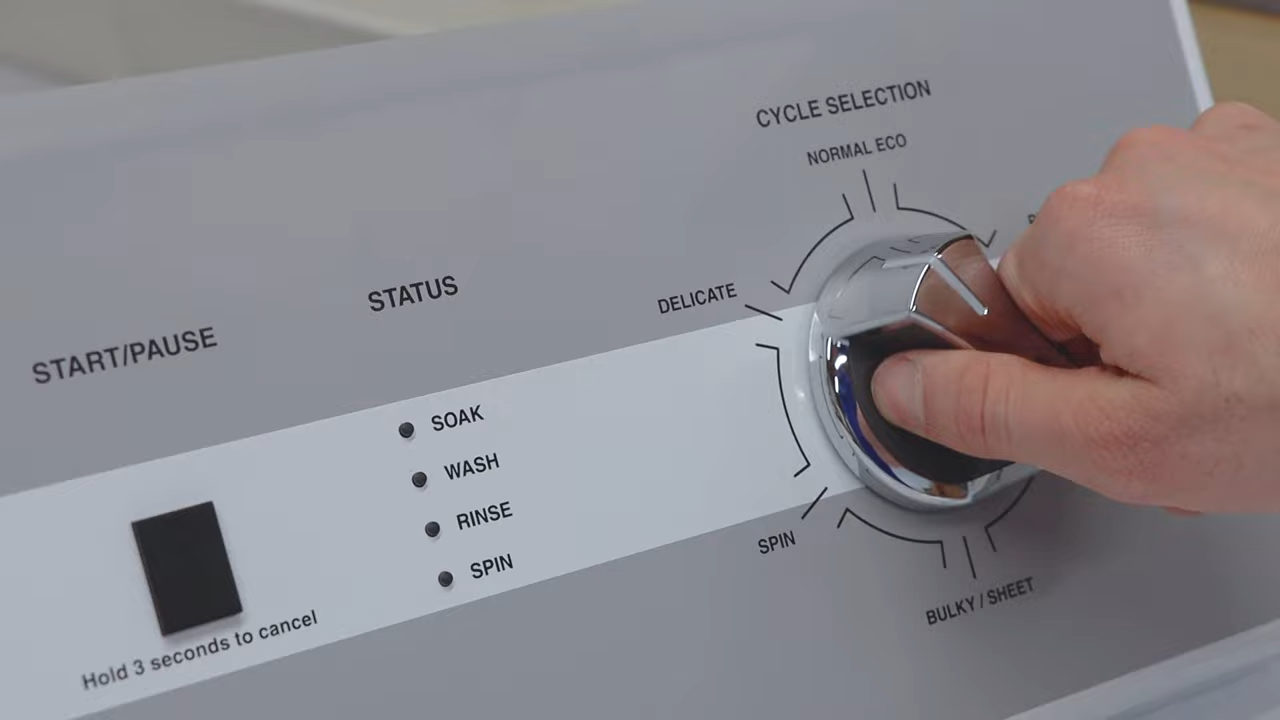 CYCLE SELECTION
NORMAL ECO
DELICATE
STATUS
START/PAUSE
SOAK
WASH
RINSE
SPIN
SPIN
BULKY / SHEET
Hold 3 seconds to cancel